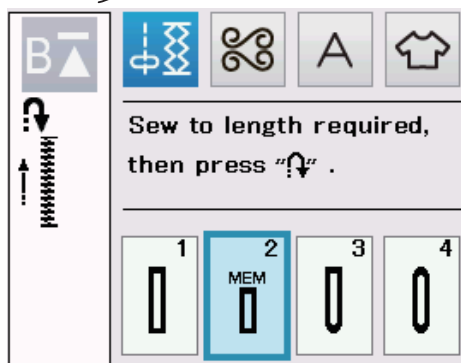 B
A
Sew to length required,
then press “ ” .
1
2
3
4
MEM